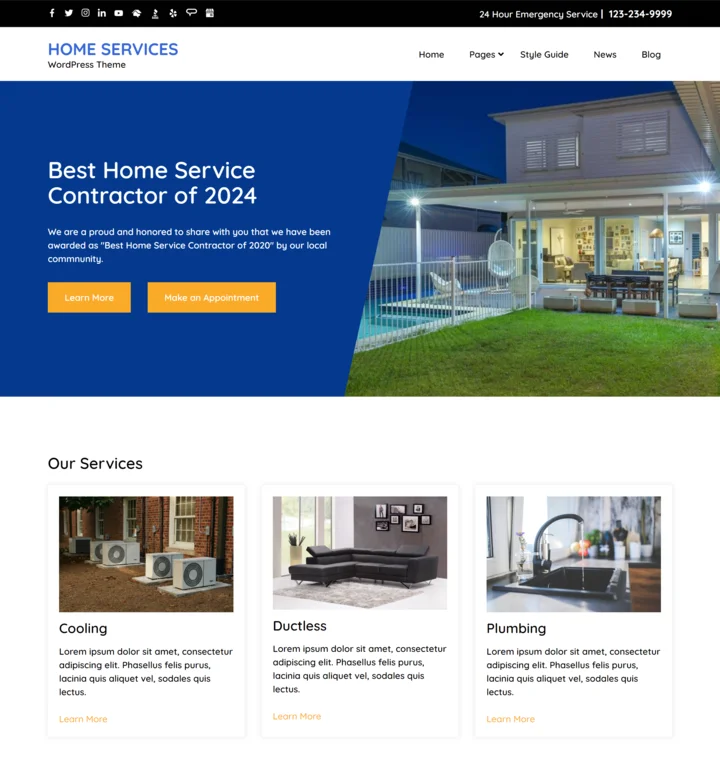 24 Hour Emergency Service | 123-234-9999
HOME SERVICES
WordPress Theme
Home Pages Style Guide News Blog
Best Home Service
Contractor of 2024
We are a proud and honored to share with you that we have been
awarded as "Best Home Service Contractor of 2020" by our local
commnunity.
Learn More
Make an Appointment
Our Services
Cooling
Lorem ipsum dolor sit amet, consectetur
adipiscing elit. Phasellus felis purus,
lacinia quis aliquet vel, sodales quis
lectus.
Learn More
Ductless
Lorem ipsum dolor sit amet, consectetur
adipiscing elit. Phasellus felis purus,
lacinia quis aliquet vel, sodales quis
lectus.
Learn More
Plumbing
Lorem ipsum dolor sit amet, consectetur
adipiscing elit. Phasellus felis purus,
lacinia quis aliquet vel, sodales quis
lectus.
Learn More